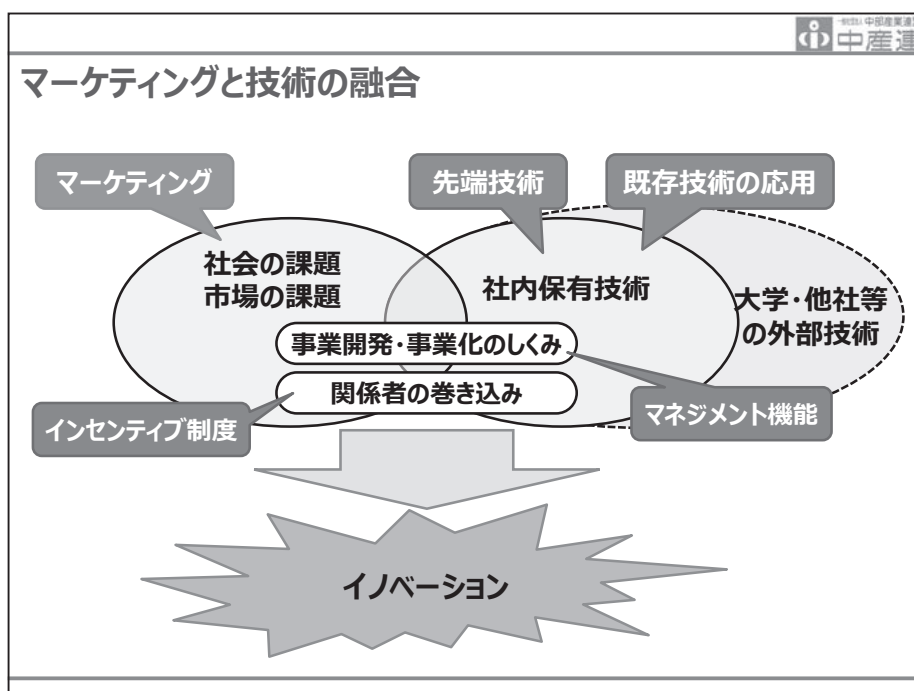 中産連
マーケティングと技術の融合
マーケティング
先端技術
既存技術の応用
社会の課題
市場の課題
社内保有技術
大学・他社等
の外部技術
事業開発・事業化のしくみ
関係者の巻き込み
インセンティブ制度
マネジメント機能
イノベーション